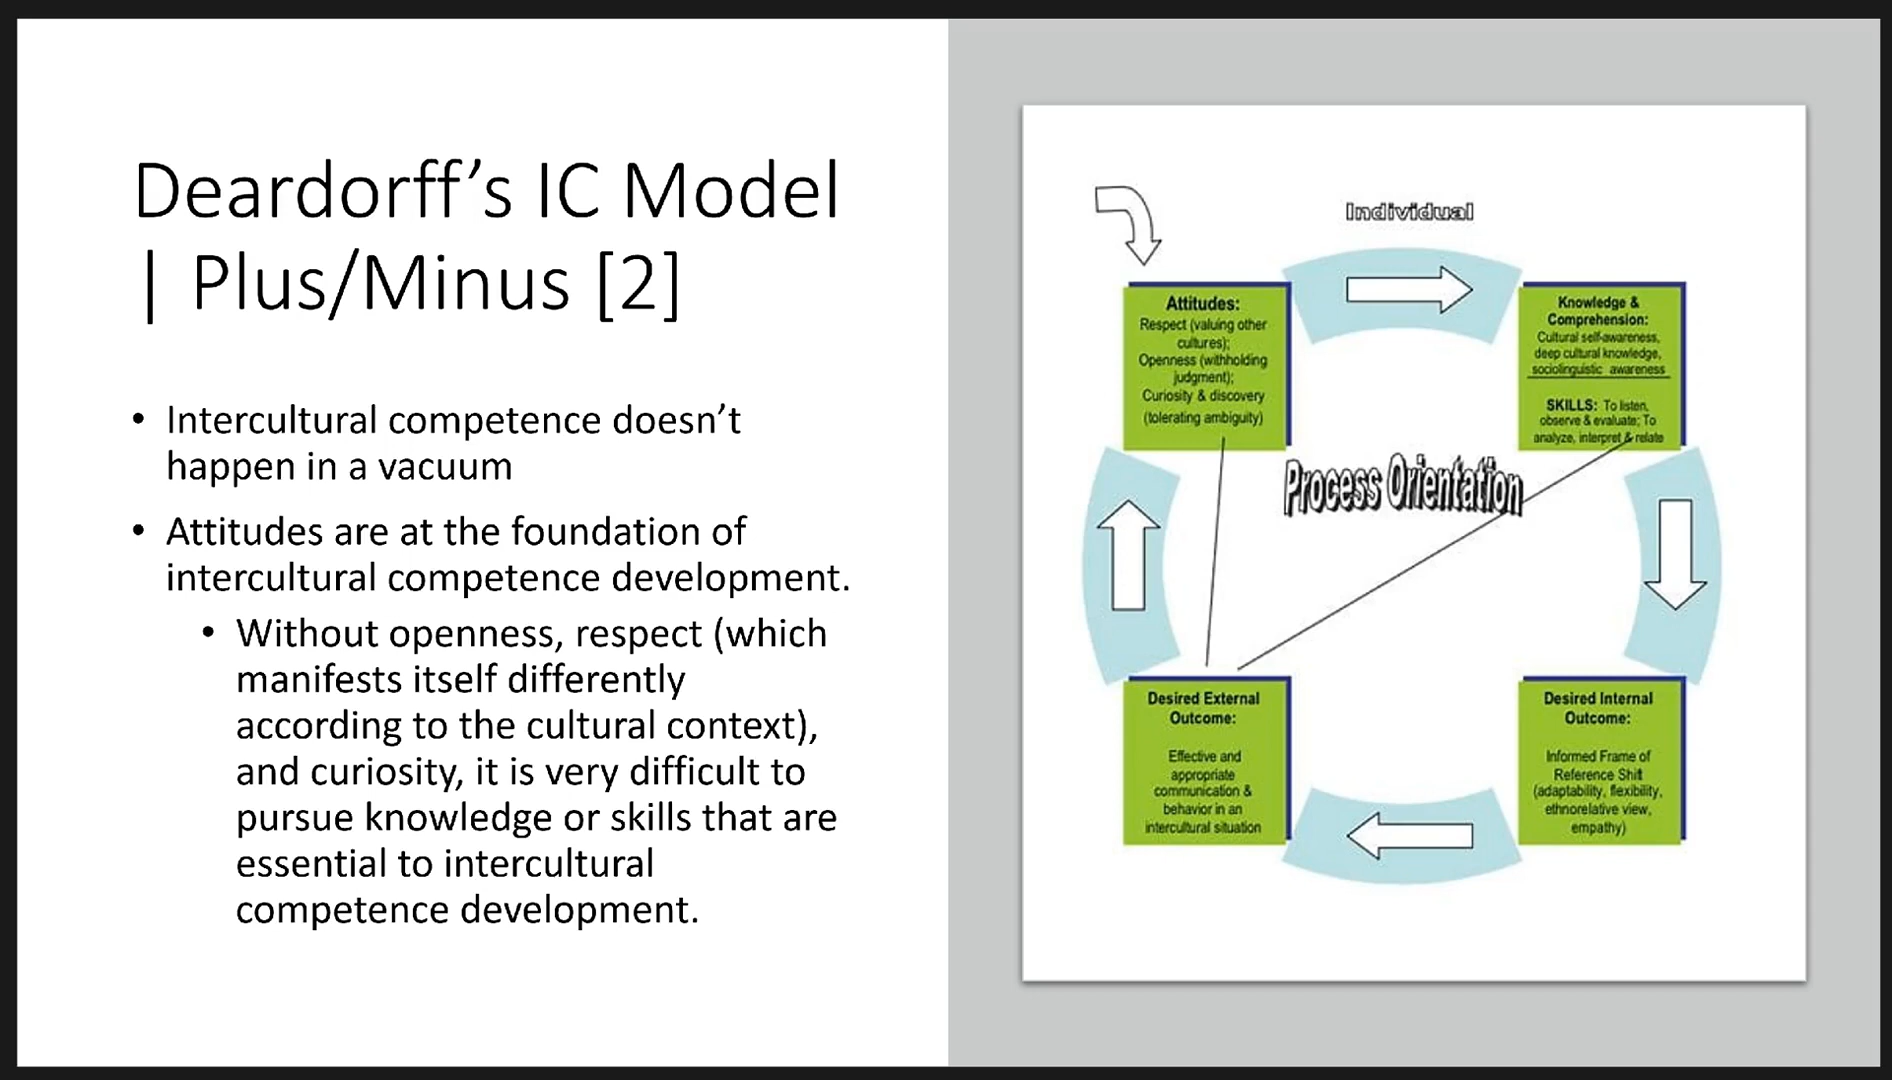 Deardorff’s IC Model
| Plus/Minus [2]
• Intercultural competence doesn’t
happen in a vacuum
• Attitudes are at the foundation of
intercultural competence development.
• Without openness, respect (which
manifests itself differently
according to the cultural context),
and curiosity, it is very difficult to
pursue knowledge or skills that are
essential to intercultural
competence development.
Individual
Attitudes:
Respect (valuing other
cultures);
Openness (withholding
judgment);
Curiosity & discovery
(tolerating ambiguity)
Knowledge &
Comprehension:
Cultural self-awareness,
deep cultural knowledge,
sociolinguistic awareness
SKILLS: To listen,
observe & evaluate; To
analyze, interpret & relate
Process Orientation
Desired External
Outcome:
Effective and
appropriate
communication &
behavior in an
intercultural situation
Desired Internal
Outcome:
Informed Frame of
Reference Shift
(adaptability, flexibility,
ethnorelative view,
empathy)